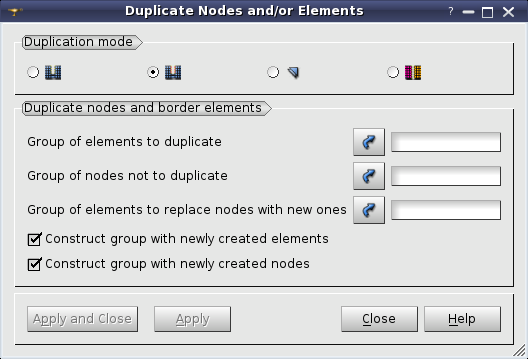 Duplicate Nodes and/or Elements
Duplication mode
Duplicate nodes and border elements
Group of elements to duplicate
Group of nodes not to duplicate
Group of elements to replace nodes with new ones
Construct group with newly created elements
Construct group with newly created nodes
Apply and Close Apply Close Help